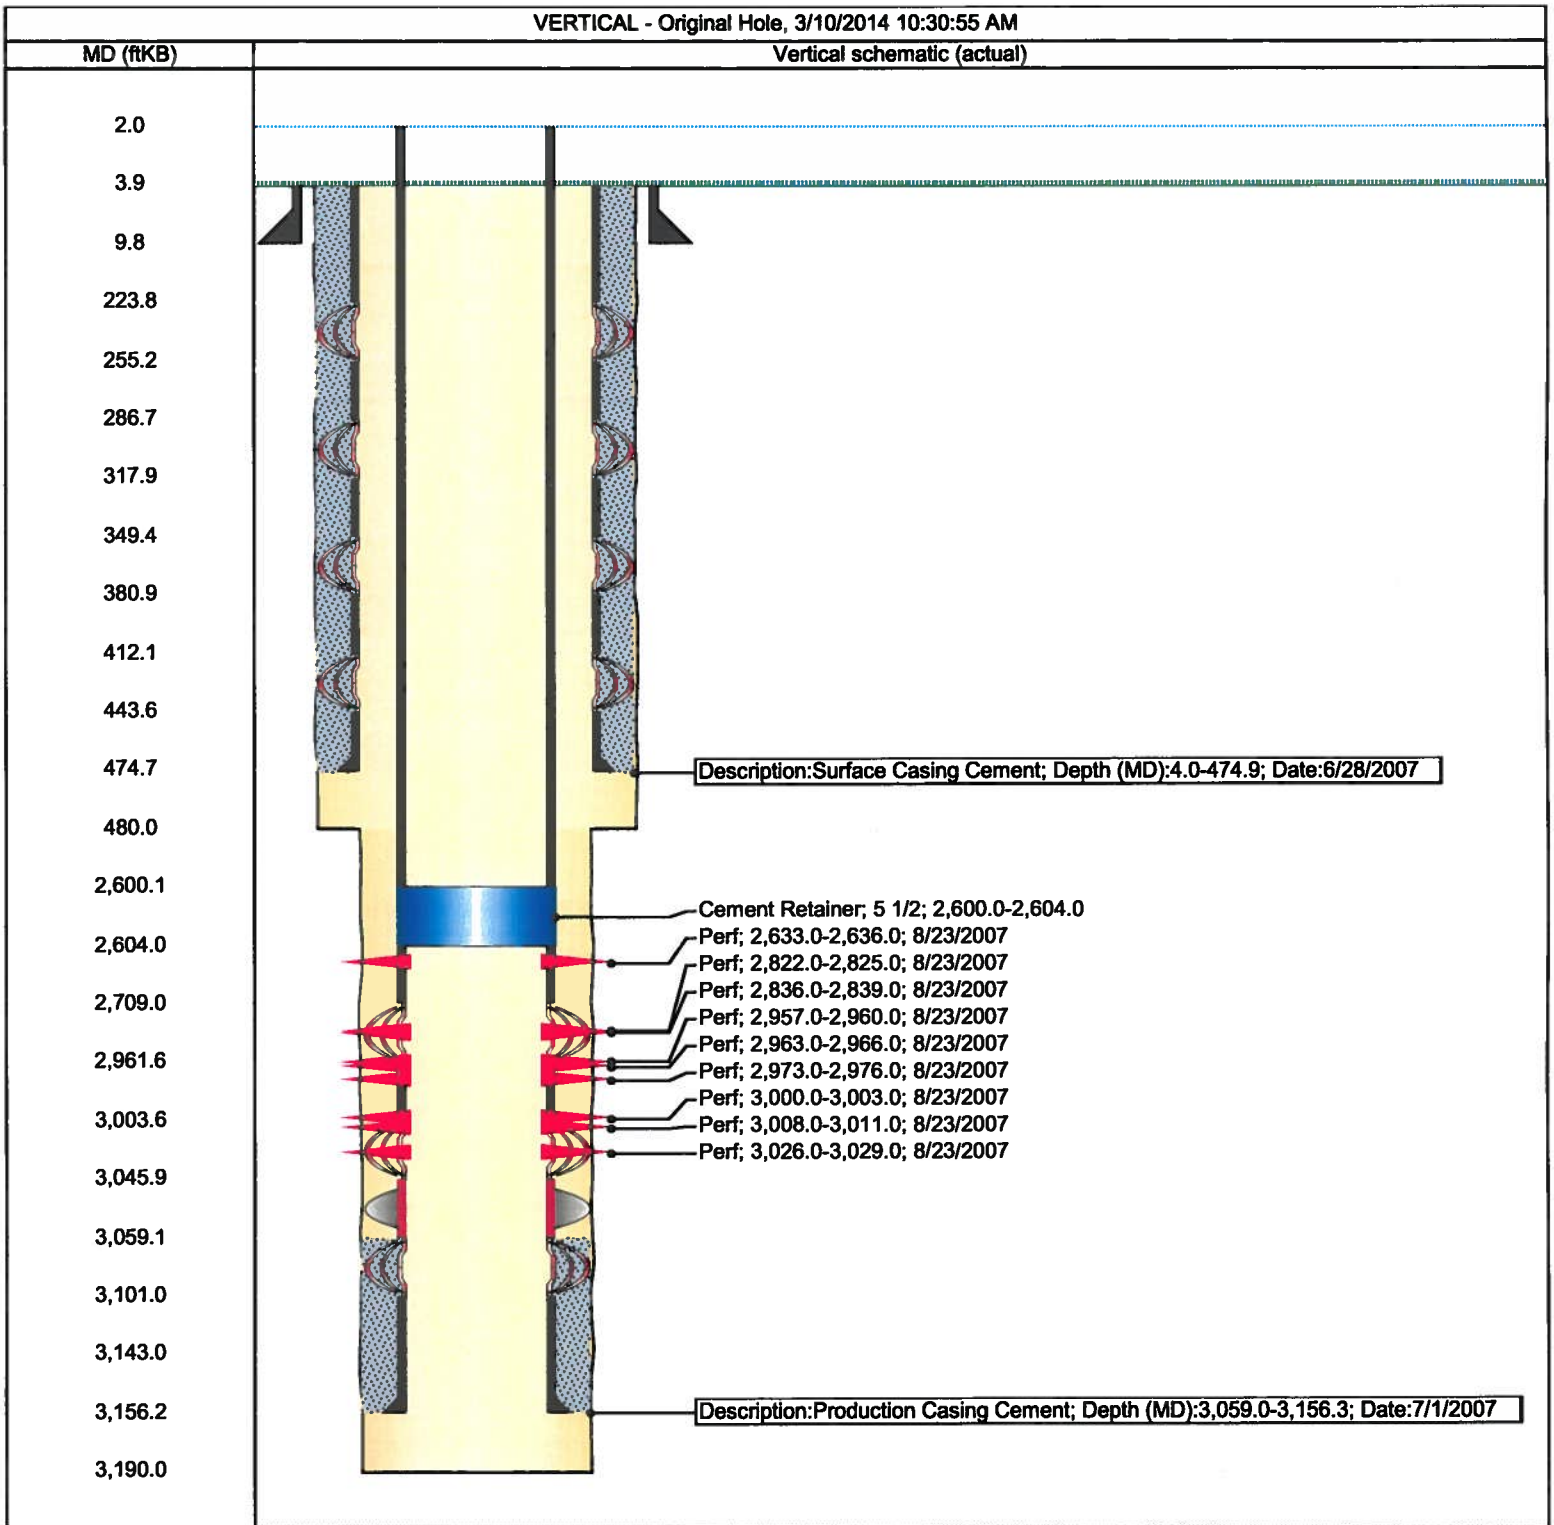 VERTICAL - Original Hole, 3/10/2014 10:30:55 AM
MD (ftKB)
Vertical schematic (actual)
2.0
3.9
9.8
223.8
255.2
286.7
317.9
349.4
380.9
412.1
443.6
474.7
Description:Surface Casing Cement; Depth (MD):4.0-474.9; Date:6/28/2007
480.0
2,600.1
Cement Retainer; 5 1/2; 2,600.0-2,604.0
Perf; 2,633.0-2,636.0; 8/23/2007
2,604.0
Perf; 2,822.0-2,825.0; 8/23/2007
Perf; 2,836.0-2,839.0; 8/23/2007
2,709.0
Perf; 2,957.0-2,960.0; 8/23/2007
Perf; 2,963.0-2,966.0; 8/23/2007
2,961.6
Perf; 2,973.0-2,976.0; 8/23/2007
Perf; 3,000.0-3,003.0; 8/23/2007
3,003.6
Perf; 3,008.0-3,011.0; 8/23/2007
Perf; 3,026.0-3,029.0; 8/23/2007
3,045.9
3,059.1
3,101.0
3,143.0
3,156.2
Description:Production Casing Cement; Depth (MD):3,059.0-3,156.3; Date:7/1/2007
3,190.0